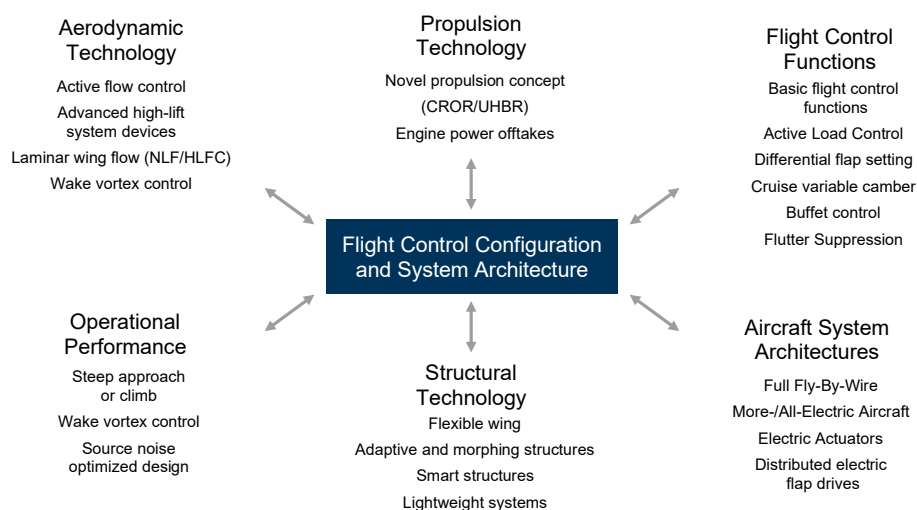 Aerodynamic
Technology
Active flow control
Advanced high-lift
system devices
Laminar wing flow (NLF/HLFC)
Wake vortex control
Propulsion
Technology
Novel propulsion concept
(CROR/UHBR)
Engine power offtakes
Flight Control
Functions
Basic flight control
functions
Active Load Control
Differential flap setting
Cruise variable camber
Buffet control
Flutter Suppression
Flight Control Configuration
and System Architecture
Operational
Performance
Steep approach
or climb
Wake vortex control
Source noise
optimized design
Structural
Technology
Flexible wing
Adaptive and morphing structures
Smart structures
Lightweight systems
Aircraft System
Architectures
Full Fly-By-Wire
More-/All-Electric Aircraft
Electric Actuators
Distributed electric
flap drives